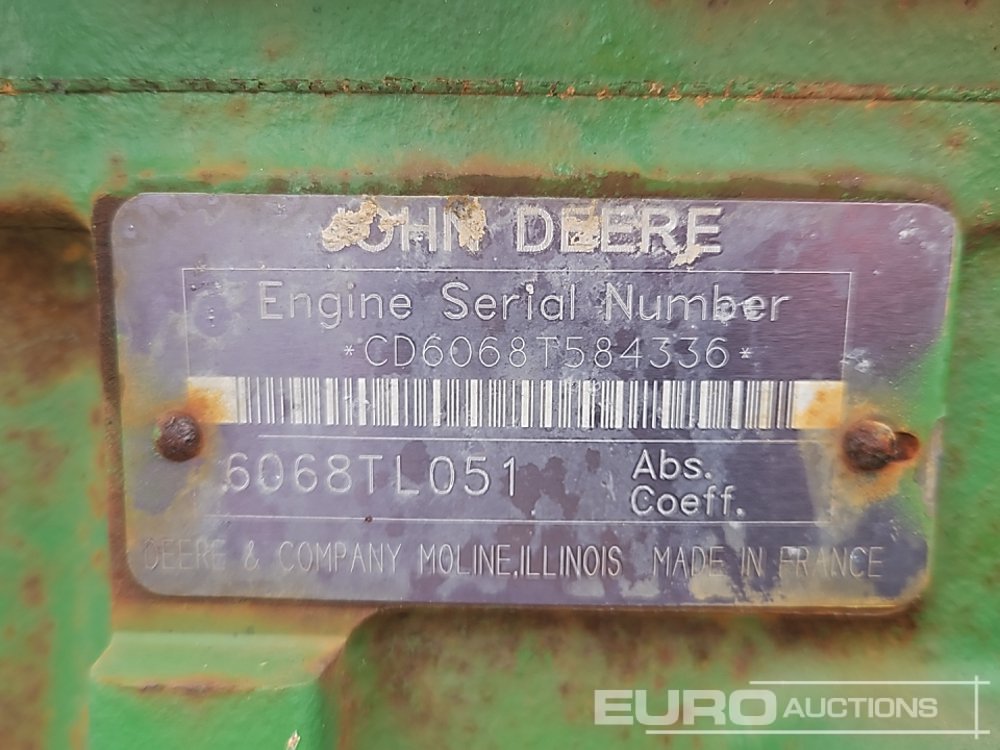 JOHN DEERE
Engine Serial Number
*CD6068T584336*
6068TL051
Abs.
Coeff.
DEERE & COMPANY MOLINE,ILLINOIS MADE IN FRANCE
EURO AUCTIONS